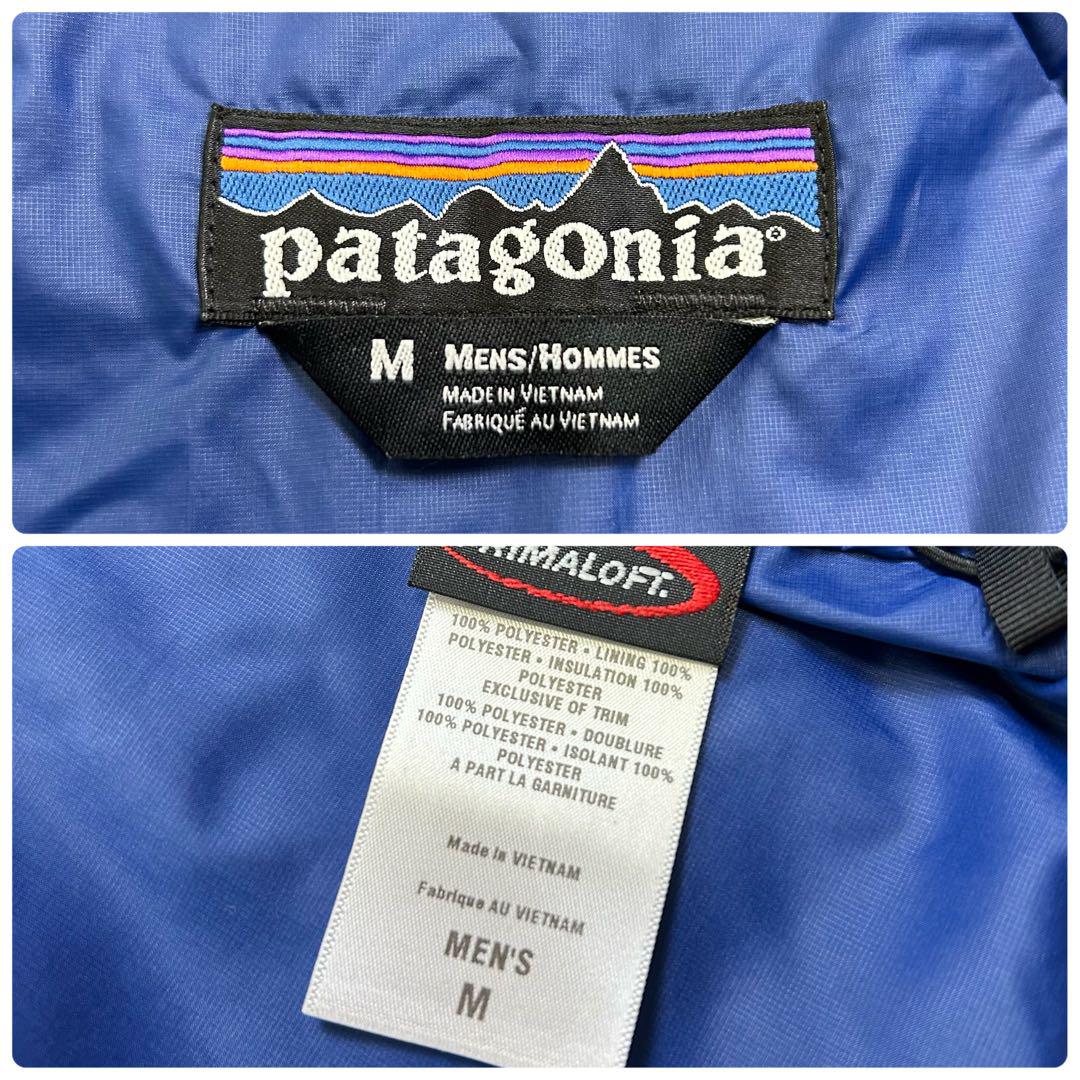 patagonia®
M MENS/HOMMES
MADE IN VIETNAM
FABRIQUÉ AU VIETNAM
RIMALOFT.
100% POLYESTER • LINING 100%
POLYESTER • INSULATION 100%
POLYESTER
EXCLUSIVE OF TRIM
100% POLYESTER • DOUBLURE
100% POLYESTER • ISOLANT 100%
POLYESTER
A PART LA GARNITURE
Made in VIETNAM
Fabrique AU VIETNAM
MEN'S
M